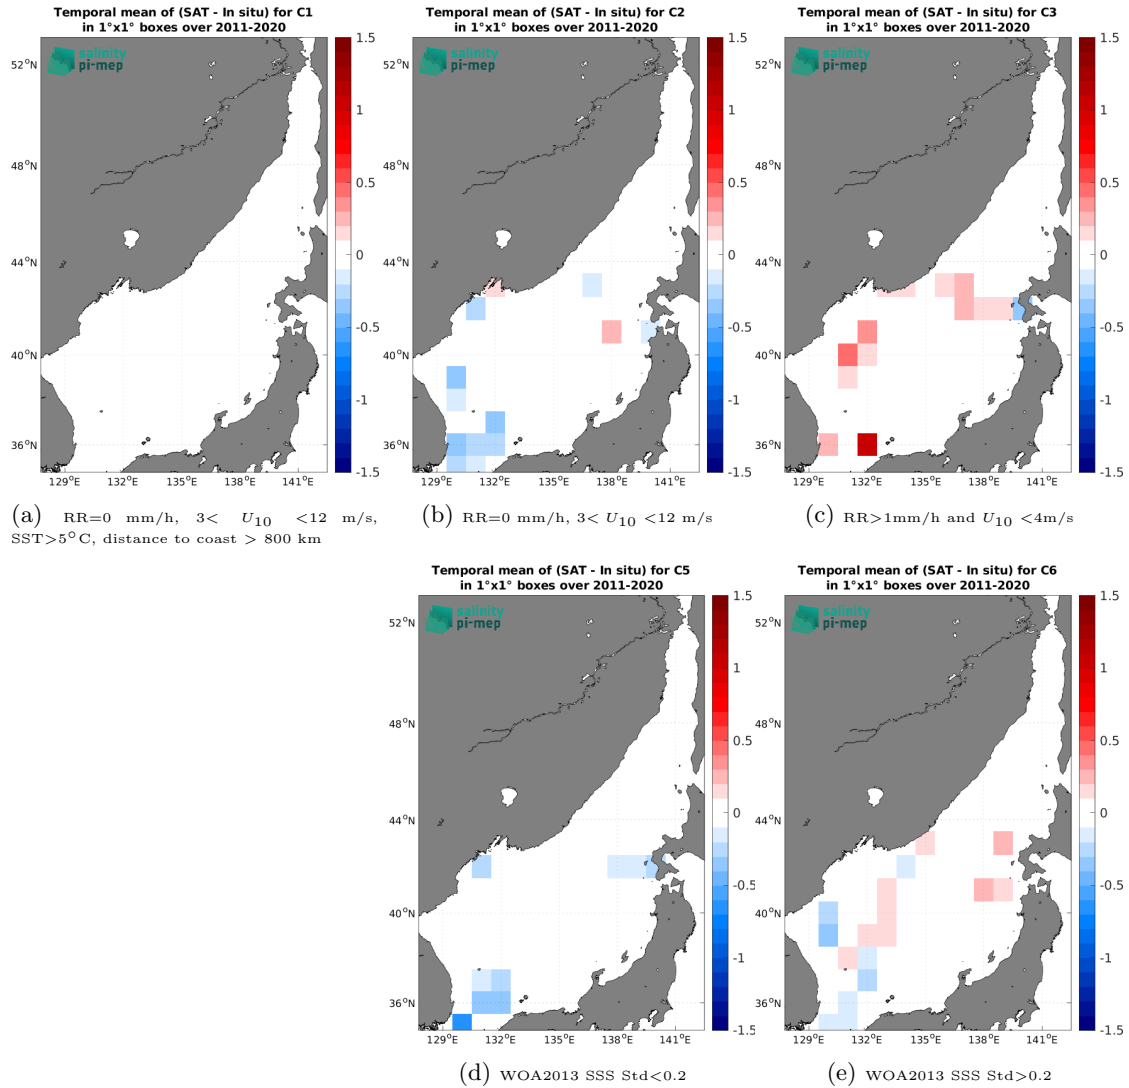 Temporal mean of (SAT - In situ) for C1
in 1°x1° boxes over 2011-2020
salinity
pi-mep
52°N
48°N
44°N
40°N
36°N
129°E 132°E 135°E 138°E 141°E
1.5
1
0.5
0
-0.5
-1
-1.5
(a) RR=0 mm/h, 3< U10 <12 m/s,
SST>5°C, distance to coast > 800 km
Temporal mean of (SAT - In situ) for C2
in 1°x1° boxes over 2011-2020
salinity
pi-mep
52°N
48°N
44°N
40°N
36°N
129°E 132°E 135°E 138°E 141°E
1.5
1
0.5
0
-0.5
-1
-1.5
(b) RR=0 mm/h, 3< U10 <12 m/s
Temporal mean of (SAT - In situ) for C3
in 1°x1° boxes over 2011-2020
salinity
pi-mep
52°N
48°N
44°N
40°N
36°N
129°E 132°E 135°E 138°E 141°E
1.5
1
0.5
0
-0.5
-1
-1.5
(c) RR>1mm/h and U10 <4m/s
Temporal mean of (SAT - In situ) for C5
in 1°x1° boxes over 2011-2020
salinity
pi-mep
52°N
48°N
44°N
40°N
36°N
129°E 132°E 135°E 138°E 141°E
1.5
1
0.5
0
-0.5
-1
-1.5
(d) WOA2013 SSS Std<0.2
Temporal mean of (SAT - In situ) for C6
in 1°x1° boxes over 2011-2020
salinity
pi-mep
52°N
48°N
44°N
40°N
36°N
129°E 132°E 135°E 138°E 141°E
1.5
1
0.5
0
-0.5
-1
-1.5
(e) WOA2013 SSS Std>0.2